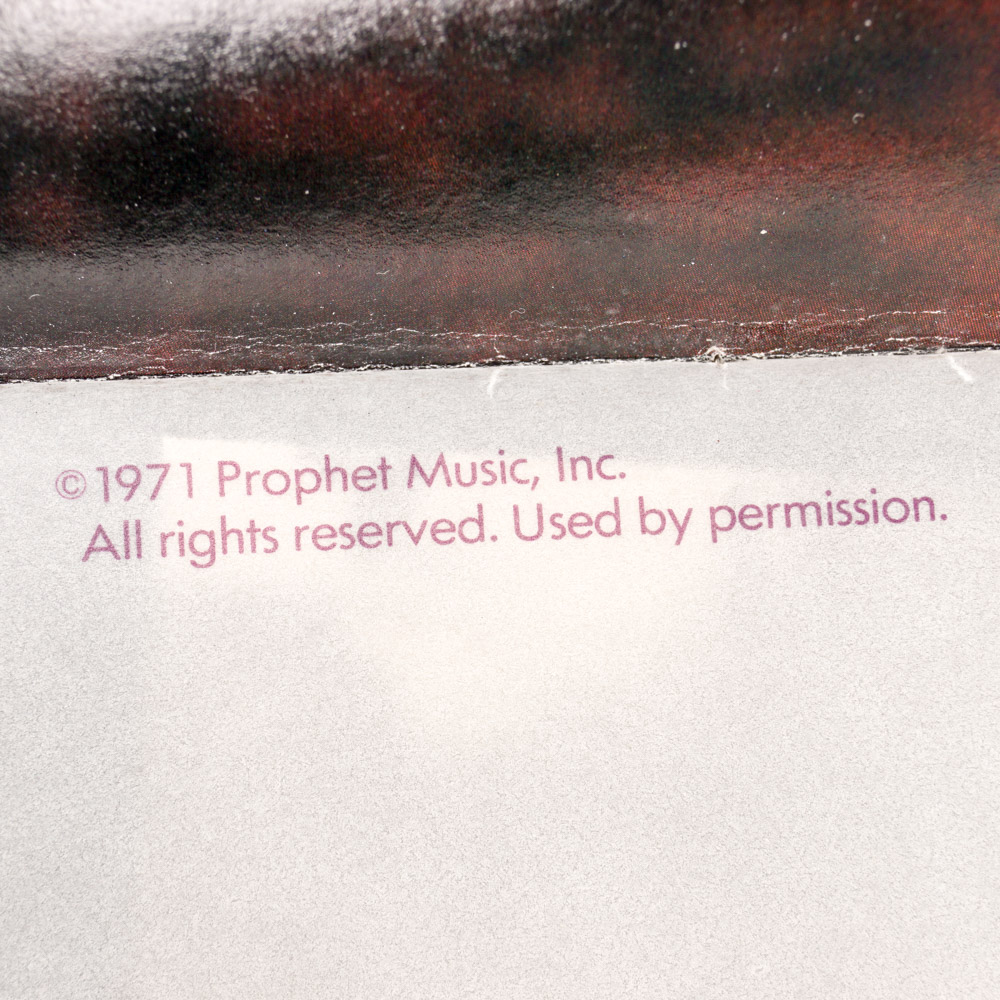 ©1971 Prophet Music, Inc.
All rights reserved. Used by permission.